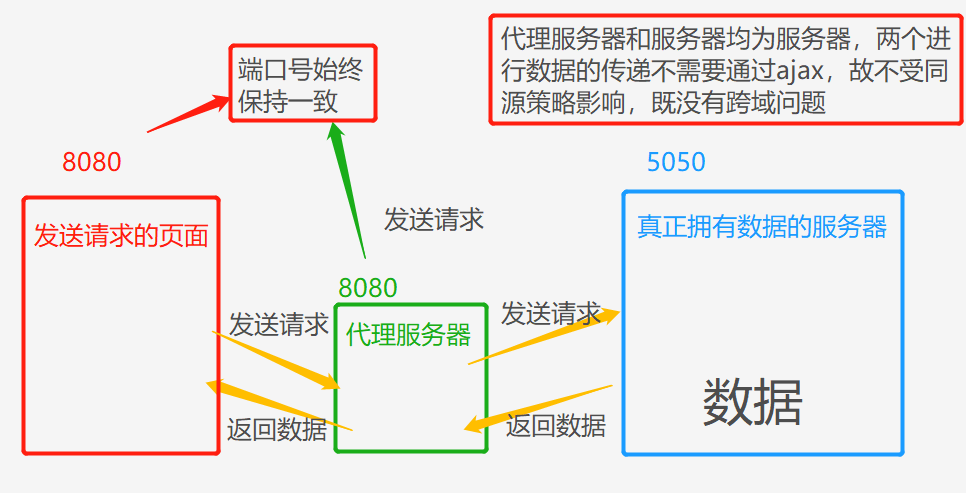 代理服务器和服务器均为服务器，两个进
行数据的传递不需要通过ajax，故不受同
源策略影响，既没有跨域问题
端口号始终
保持一致
8080
5050
发送请求的页面
发送请求
真正拥有数据的服务器
8080
发送请求
代理服务器
发送请求
返回数据
返回数据
数据